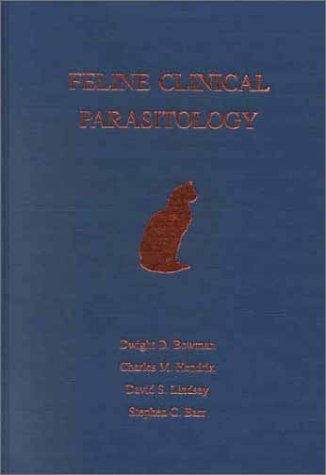 FELINE CLINICAL
PARASITOLOGY
Dwight D. Bowman
Charles M. Hendrix
David S. Lindsay
Stephen C. Barr